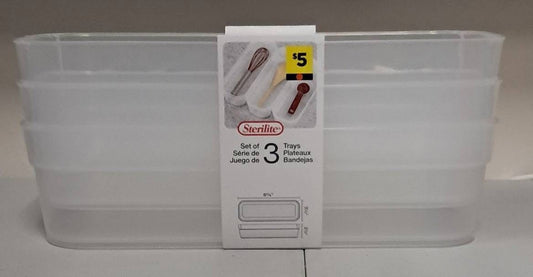 $5
Sterilite®
Set of 3 Trays
Série de Plateaux
Juego de Bandejas